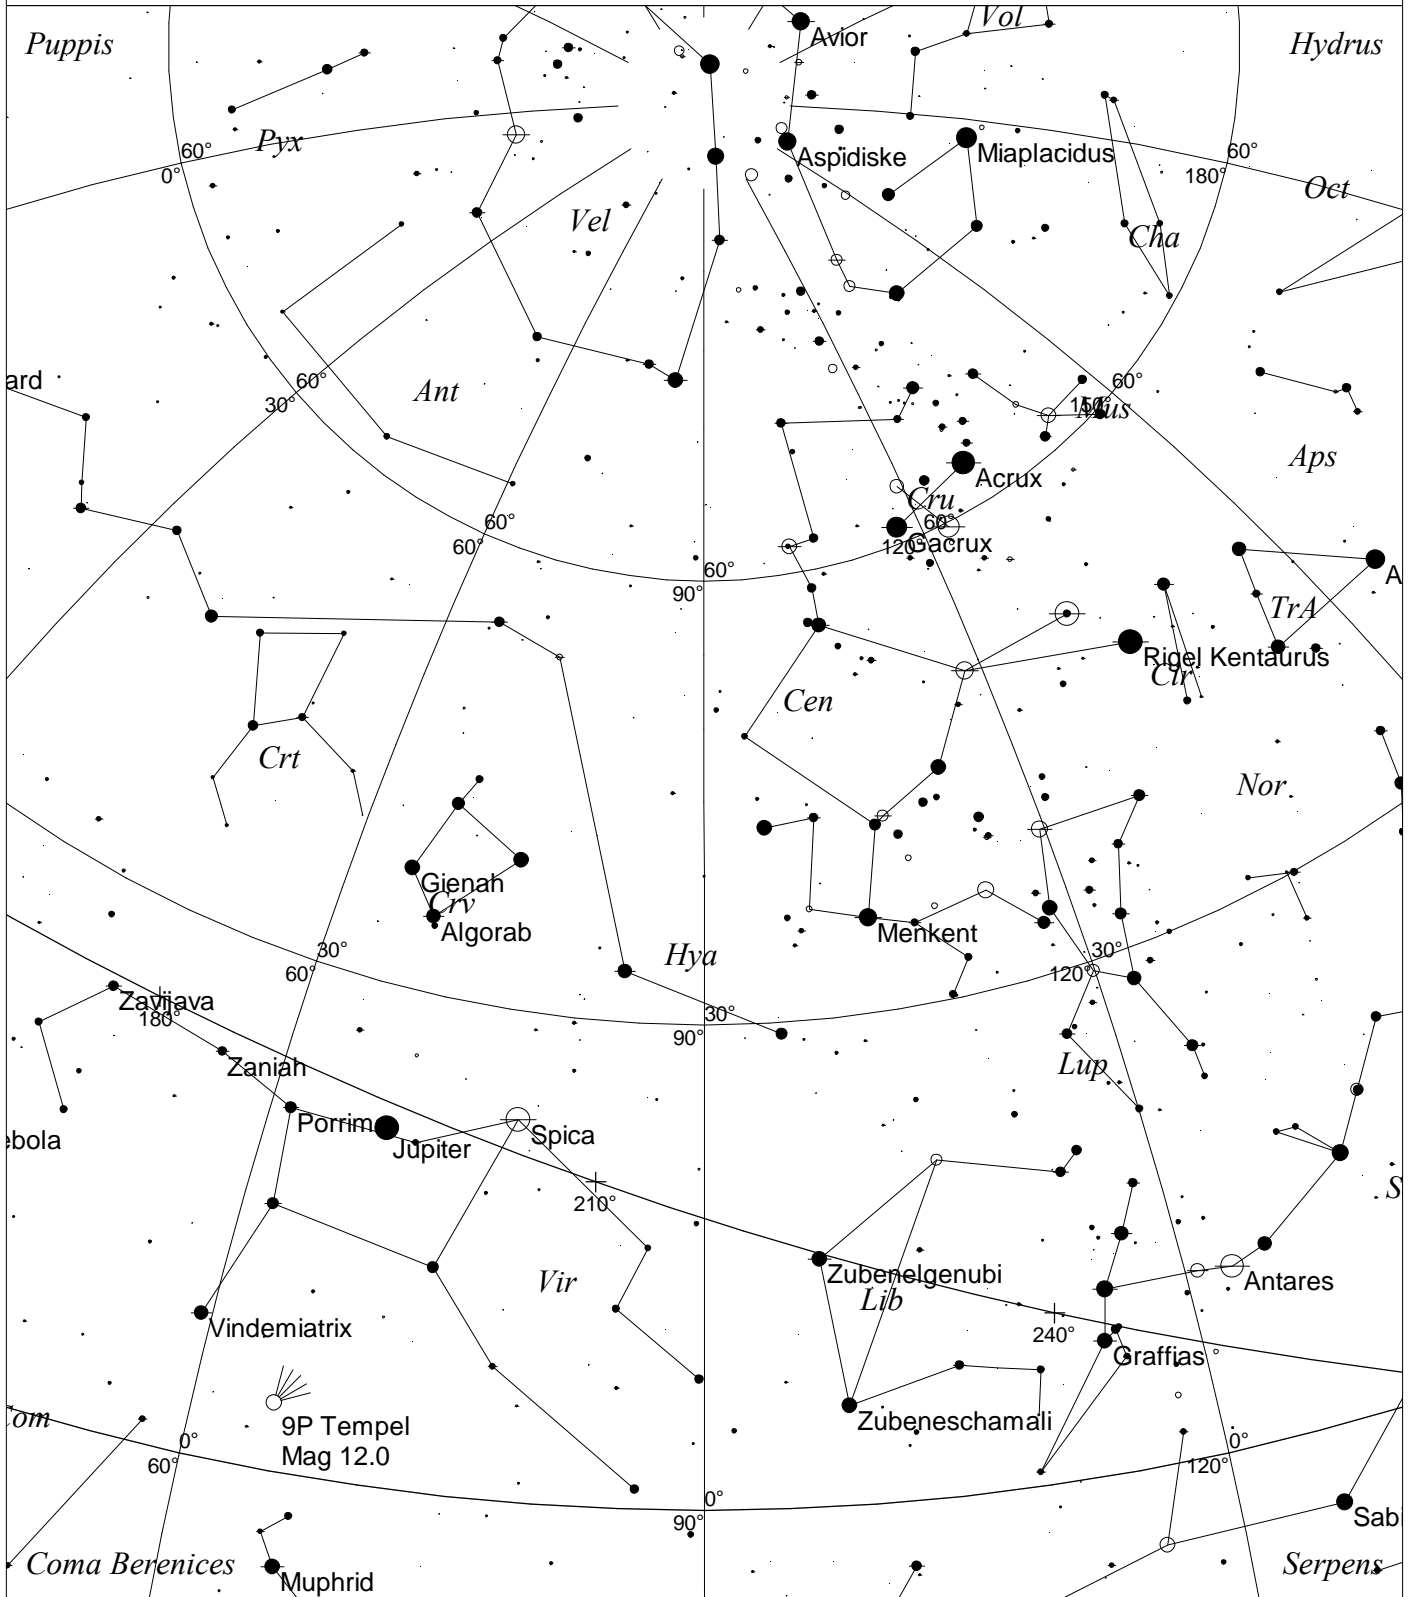 Puppis
Avior
Vol
Hydrus
Pyx
60°
0°
Aspidiske
Miaplacidus
60°
180°
Oct
Vel
Cha
ard
60°
30°
Ant
60°
150°
Mus
Aps
Acrux
Cru
60°
60°
60°
120°
Gacrux
60°
90°
A
TrA
Rigel Kentaurus
Cir
Cen
Crt
Nor
Gienah
Crv
Algorab
Menkent
Hya
30°
60°
30°
120°
Zavijava
180°
30°
90°
Zaniah
Lup
Porrima
Jupiter
Spica
ebola
S
210°
Zubenelgenubi
Lib
Antares
Vir
Vindemiatrix
240°
Graffias
om
9P Tempel
Mag 12.0
Zubeneschamali
0°
60°
0°
120°
0°
90°
Sabi
Coma Berenices
Muphrid
Serpens